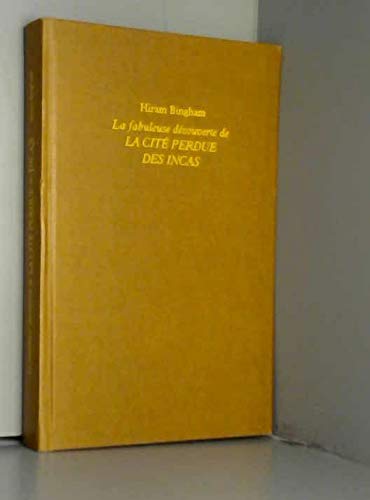 Hiram Bingham
La fabuleuse découverte de
LA CITÉ PERDUE
DES INCAS